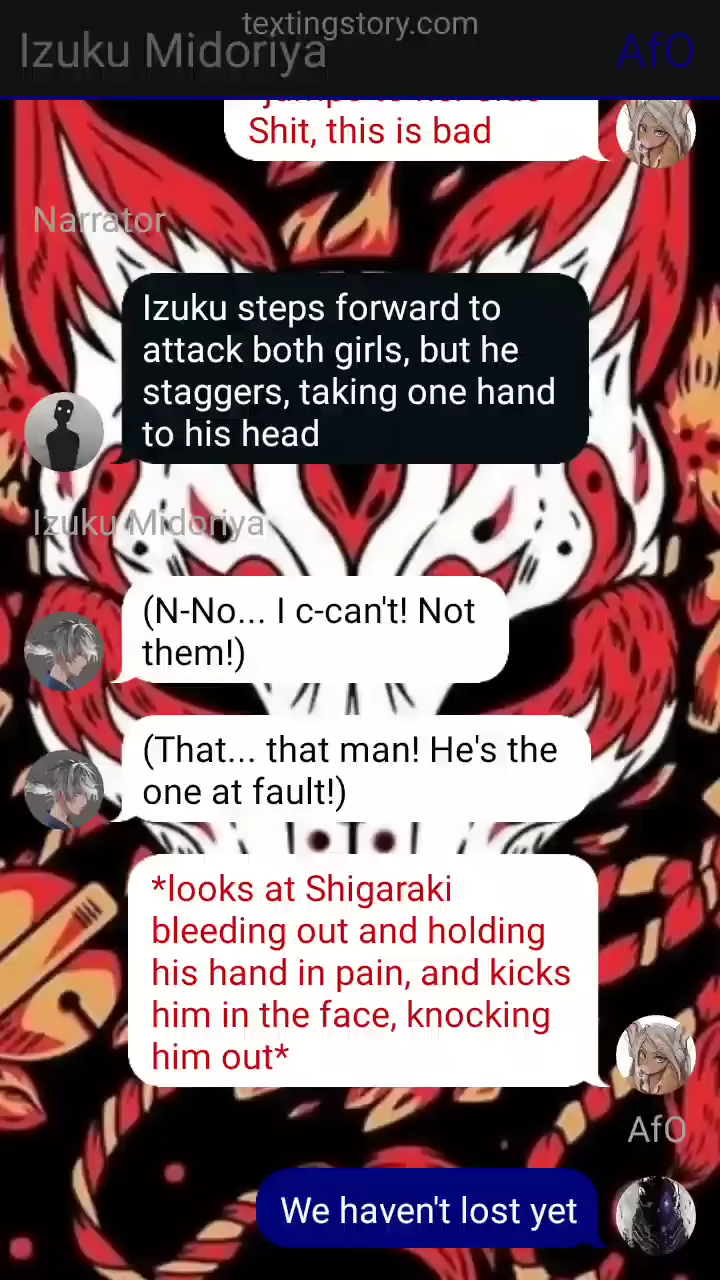 textingstory.com
Izuku Midoriya
AfO
Shit, this is bad
Narrator
Izuku steps forward to
attack both girls, but he
staggers, taking one hand
to his head
Izuku Midoriya
(N-No... I c-can't! Not
them!)
(That... that man! He's the
one at fault!)
*looks at Shigaraki
bleeding out and holding
his hand in pain, and kicks
him in the face, knocking
him out*
AfO
We haven't lost yet